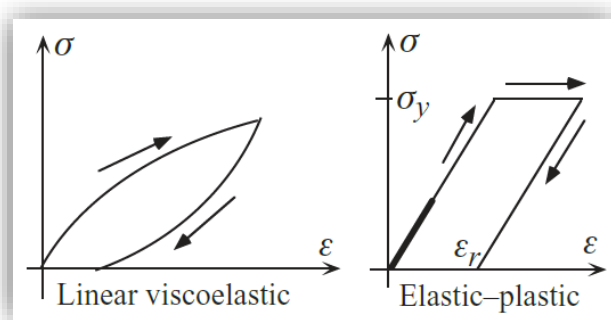 σ
ε
Linear viscoelastic
σ
σy
εr
ε
Elastic–plastic